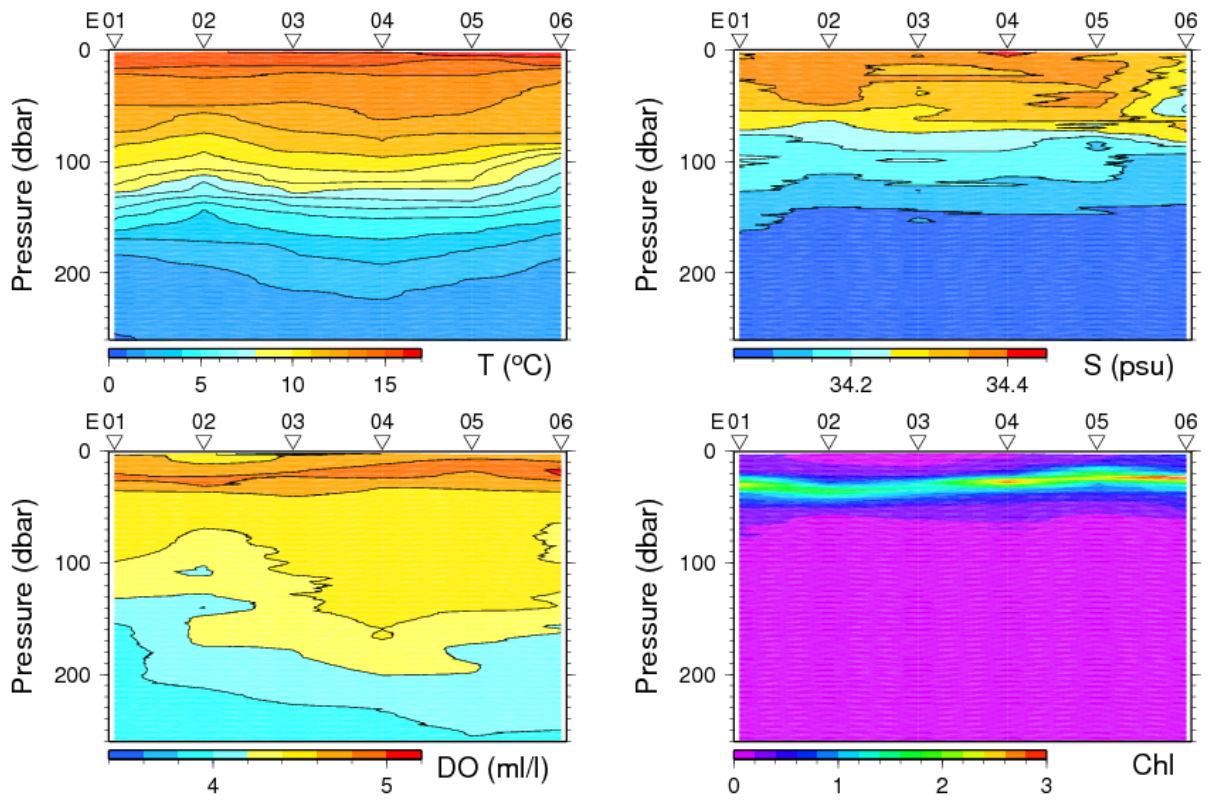 E 01 02 03 04 05 06
0
100
200
Pressure (dbar)
0 5 10 15
T (°C)
E 01 02 03 04 05 06
0
100
200
Pressure (dbar)
34.2 34.4
S (psu)
E 01 02 03 04 05 06
0
100
200
Pressure (dbar)
4 5
DO (ml/l)
E 01 02 03 04 05 06
0
100
200
Pressure (dbar)
0 1 2 3
Chl